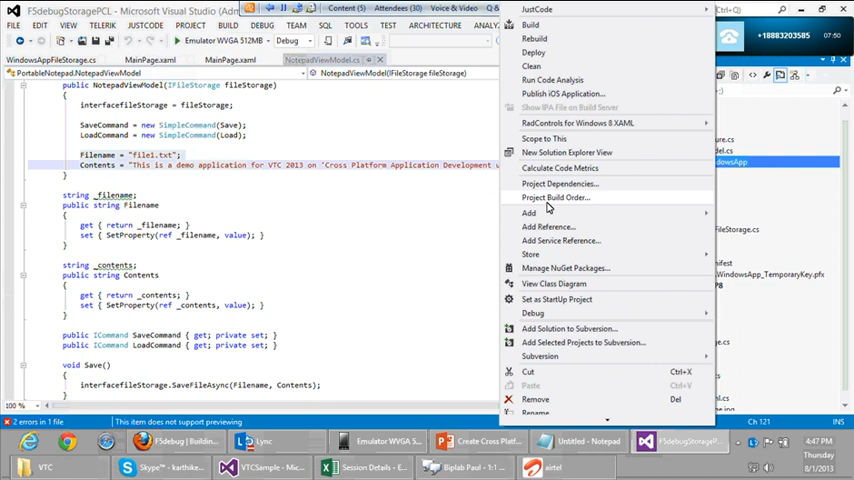 F5debugStoragePCL - Microsoft Visual Studio
Content (5) Attendees (30) Voice & Video Q &
07:50
+18883203585
FILE EDIT VIEW TELERIK JUSTCODE PROJECT BUILD DEBUG TEAM SQL TOOLS TEST ARCHITECTURE
Emulator WVGA 512MB Debug
WindowsAppFileStorage.cs MainPage.xaml.cs MainPage.xaml NotepadViewModel.cs
PortableNotepad.NotepadViewModel NotepadViewModel(IFileStorage fileStorage)
public NotepadViewModel(IFileStorage fileStorage)
{
interfacefileStorage = fileStorage;
SaveCommand = new SimpleCommand(Save);
LoadCommand = new SimpleCommand(Load);
Filename = "file1.txt";
Contents = "This is a demo application for VTC 2013 on 'Cross Platform Application Development u
}
string _filename;
public string Filename
{
get { return _filename; }
set { SetProperty(ref _filename, value); }
}
string _contents;
public string Contents
{
get { return _contents; }
set { SetProperty(ref _contents, value); }
}
public ICommand SaveCommand { get; private set; }
public ICommand LoadCommand { get; private set; }
void Save()
{
interfacefileStorage.SaveFileAsync(Filename, Contents);
}
JustCode
Build
Rebuild
Deploy
Clean
Run Code Analysis
Publish iOS Application...
Show IPA File on Build Server
RadControls for Windows 8 XAML
Scope to This
New Solution Explorer View
Calculate Code Metrics
Project Dependencies...
Project Build Order...
Add
Add Reference...
Add Service Reference...
Store
Manage NuGet Packages...
View Class Diagram
Set as StartUp Project
Debug
Add Solution to Subversion...
Add Selected Projects to Subversion...
Subversion
Cut Ctrl+X
Paste Ctrl+V
Remove Del
Rename
ture.cs
del.cs
dowsApp
FileStorage.cs
nifest
WindowsApp_TemporaryKey.pfx
100 %
2 errors in 1 file This item does not support previewing Ch 121 INS
F5debug | Buildin... Lync Emulator WVGA 5... Create Cross Platf... Untitled - Notepad F5debugStorageP...
4:47 PM
Thursday
8/1/2013
VTC Skype™ - karthike... VTCSample - Mic... Session Details - E... Biplab Paul - 1:1 ... airtel